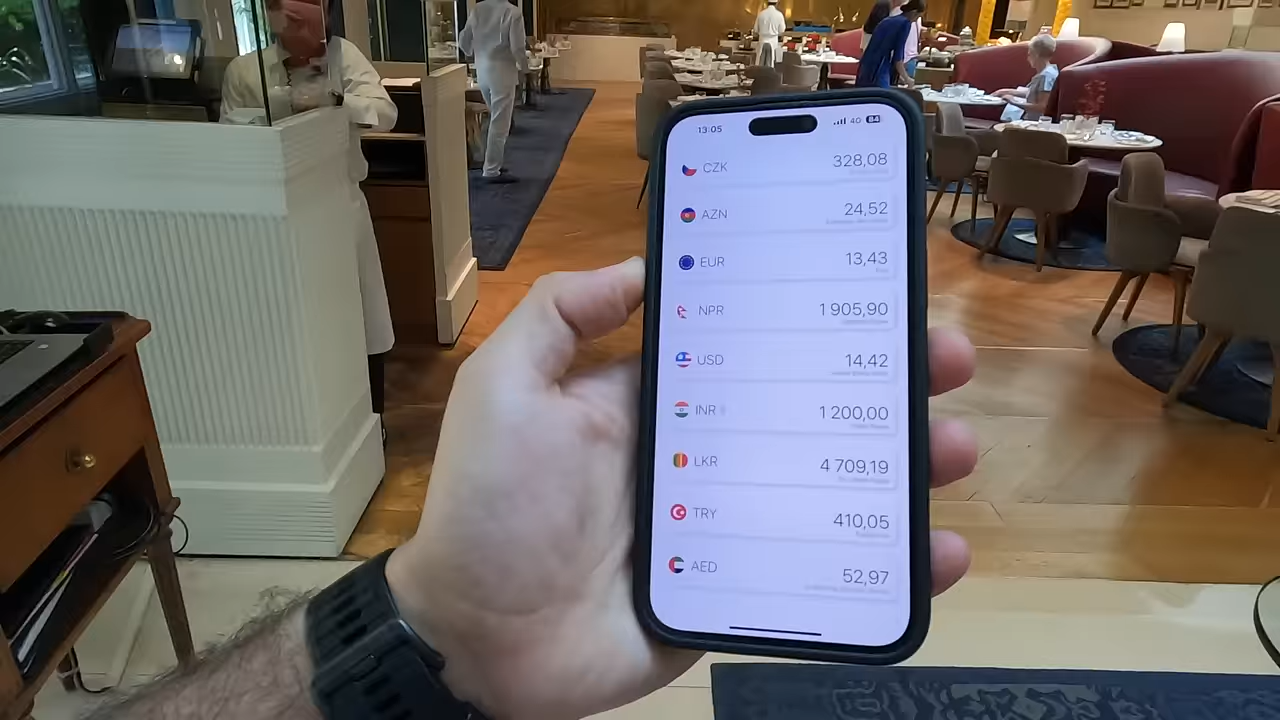 13:05 4G 84
CZK 328,08
AZN 24,52
EUR 13,43
NPR 1 905,90
USD 14,42
INR 1 200,00
LKR 4 709,19
TRY 410,05
AED 52,97